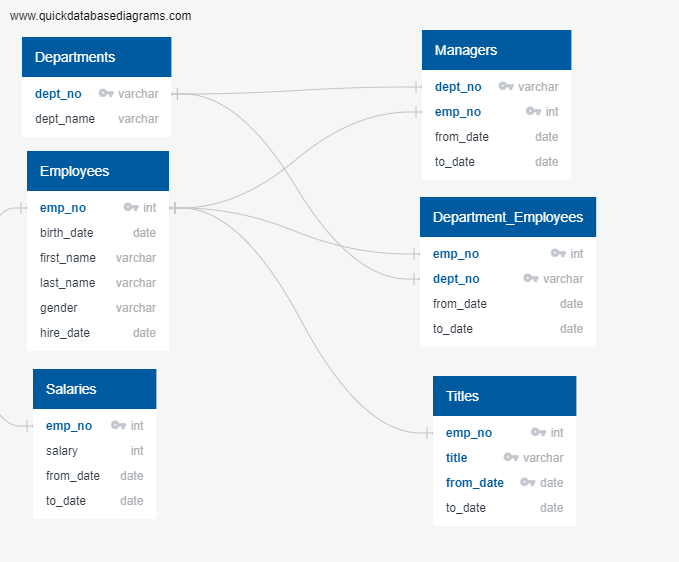 www.quickdatabasediagrams.com
Departments
dept_no varchar
dept_name varchar
Employees
emp_no int
birth_date date
first_name varchar
last_name varchar
gender varchar
hire_date date
Salaries
emp_no int
salary int
from_date date
to_date date
Managers
dept_no varchar
emp_no int
from_date date
to_date date
Department_Employees
emp_no int
dept_no varchar
from_date date
to_date date
Titles
emp_no int
title varchar
from_date date
to_date date